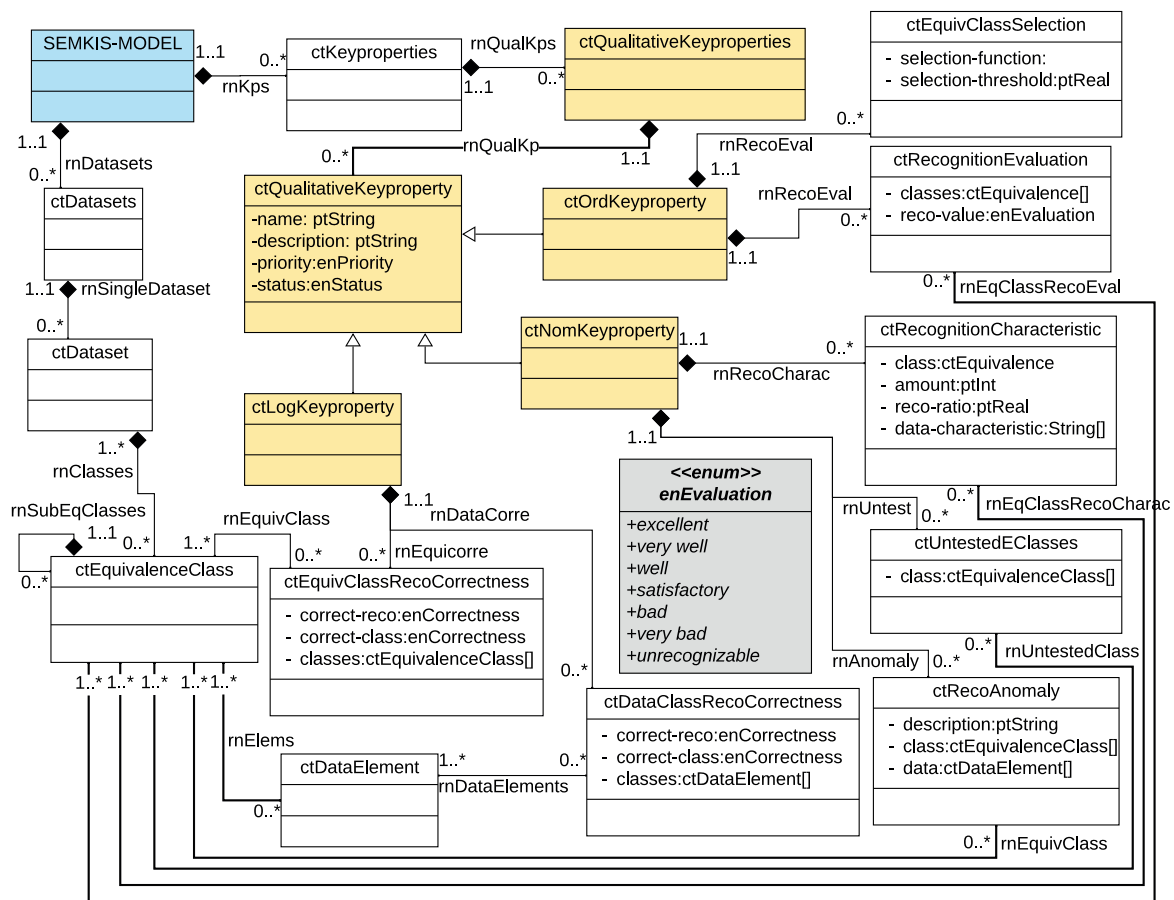 SEMKIS-MODEL
1..1
rnKps
0..*
ctKeyproperties
rnQualKps
1..1
0..*
ctQualitativeKeyproperties
ctEquivClassSelection
- selection-function:
- selection-threshold:ptReal
1..1
rnDatasets
0..*
ctDatasets
0..*
rnQualKp
1..1
rnRecoEval
0..*
1..1
ctQualitativeKeyproperty
-name: ptString
-description: ptString
-priority:enPriority
-status:enStatus
ctOrdKeyproperty
rnRecoEval
0..*
1..1
ctRecognitionEvaluation
- classes:ctEquivalence[]
- reco-value:enEvaluation
0..*
rnEqClassRecoEval
1..1
rnSingleDataset
0..*
ctDataset
ctNomKeyproperty
1..1
0..*
rnRecoCharac
1..1
ctRecognitionCharacteristic
- class:ctEquivalence
- amount:ptInt
- reco-ratio:ptReal
- data-characteristic:String[]
0..*
rnEqClassRecoCharac
ctLogKeyproperty
1..1
1..*
rnClasses
rnSubEqClasses
1..1
0..*
0..*
ctEquivalenceClass
rnEquivClass
1..*
0..*
rnDataCorre
rnEquicorre
0..*
ctEquivClassRecoCorrectness
- correct-reco:enCorrectness
- correct-class:enCorrectness
- classes:ctEquivalenceClass[]
<<enum>>
enEvaluation
+excellent
+very well
+well
+satisfactory
+bad
+very bad
+unrecognizable
rnUntest
0..*
ctUntestedEClasses
- class:ctEquivalenceClass[]
0..*
rnUntestedClass
rnAnomaly
0..*
ctRecoAnomaly
- description:ptString
- class:ctEquivalenceClass[]
- data:ctDataElement[]
0..*
rnEquivClass
1..*
1..*
1..*
1..*
1..*
rnElems
0..*
ctDataElement
1..*
rnDataElements
0..*
0..*
ctDataClassRecoCorrectness
- correct-reco:enCorrectness
- correct-class:enCorrectness
- classes:ctDataElement[]